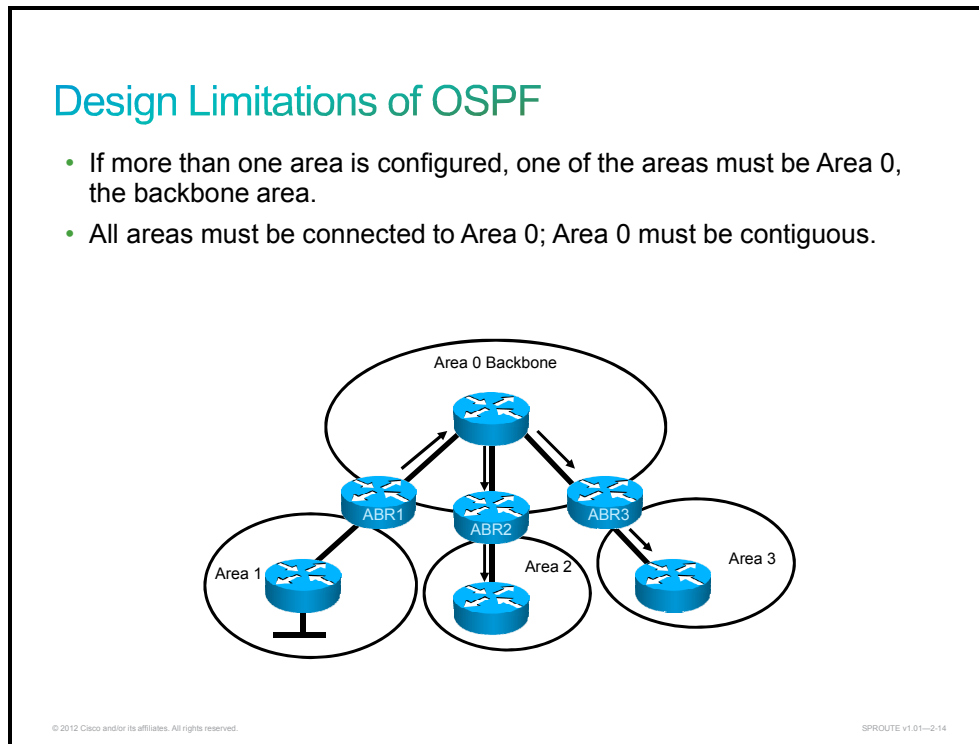 Design Limitations of OSPF
• If more than one area is configured, one of the areas must be Area 0,
the backbone area.
• All areas must be connected to Area 0; Area 0 must be contiguous.
Area 0 Backbone
ABR1
ABR2
ABR3
Area 1
Area 2
Area 3
© 2012 Cisco and/or its affiliates. All rights reserved.
SPROUTE v1.01—2-14